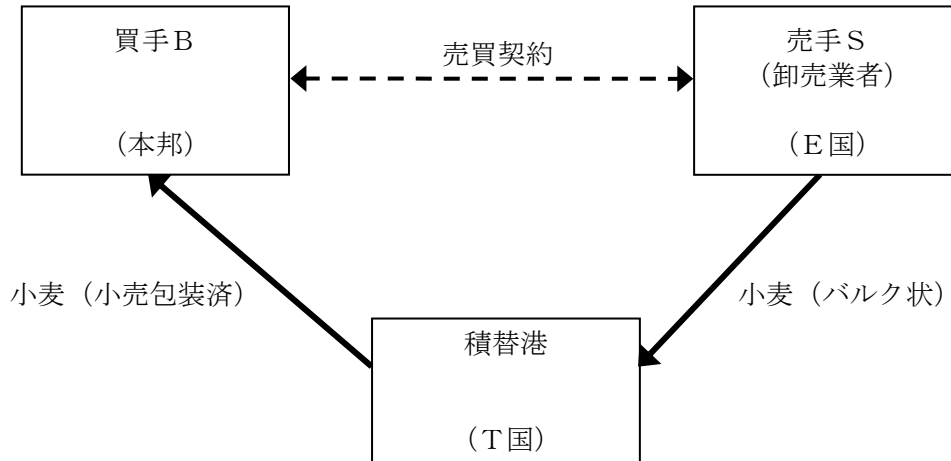 買手Ｂ
（本邦）
売買契約
売手Ｓ
（卸売業者）
（Ｅ国）
小麦（小売包装済）
小麦（バルク状）
積替港
（Ｔ国）